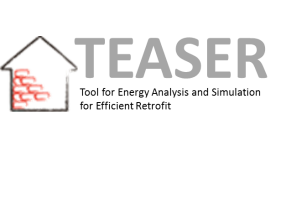 TEASER
Tool for Energy Analysis and Simulation
for Efficient Retrofit